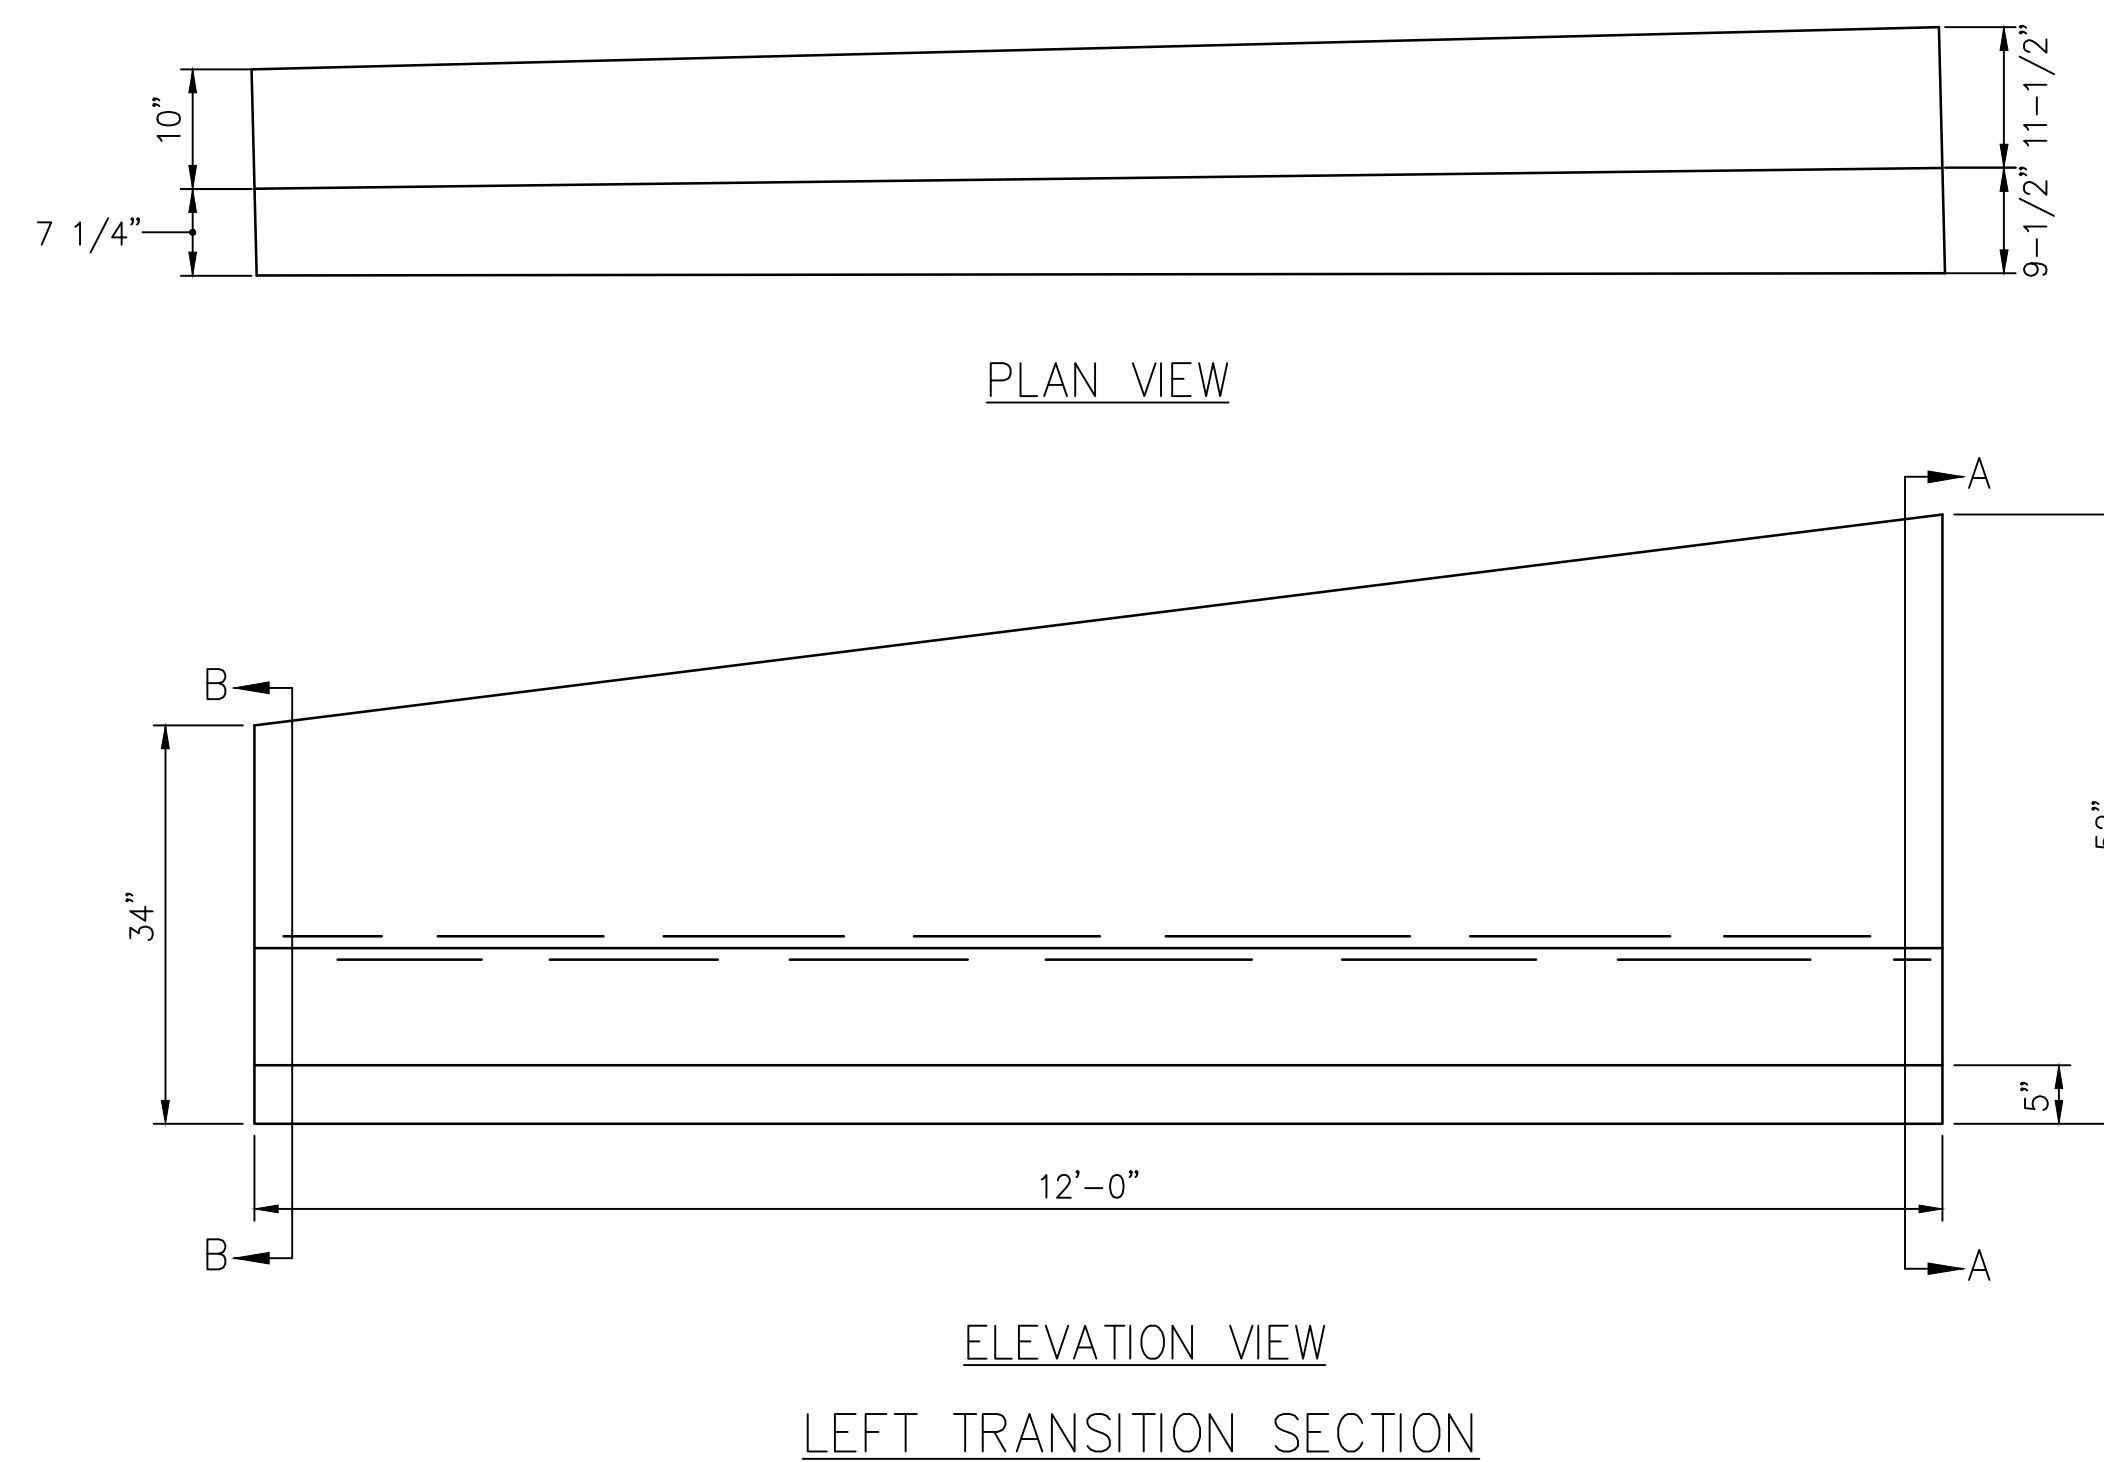 10"
11-1/2"
7 1/4"
9-1/2"
PLAN VIEW
A
B
34"
5"
12'-0"
B
A
ELEVATION VIEW
LEFT TRANSITION SECTION